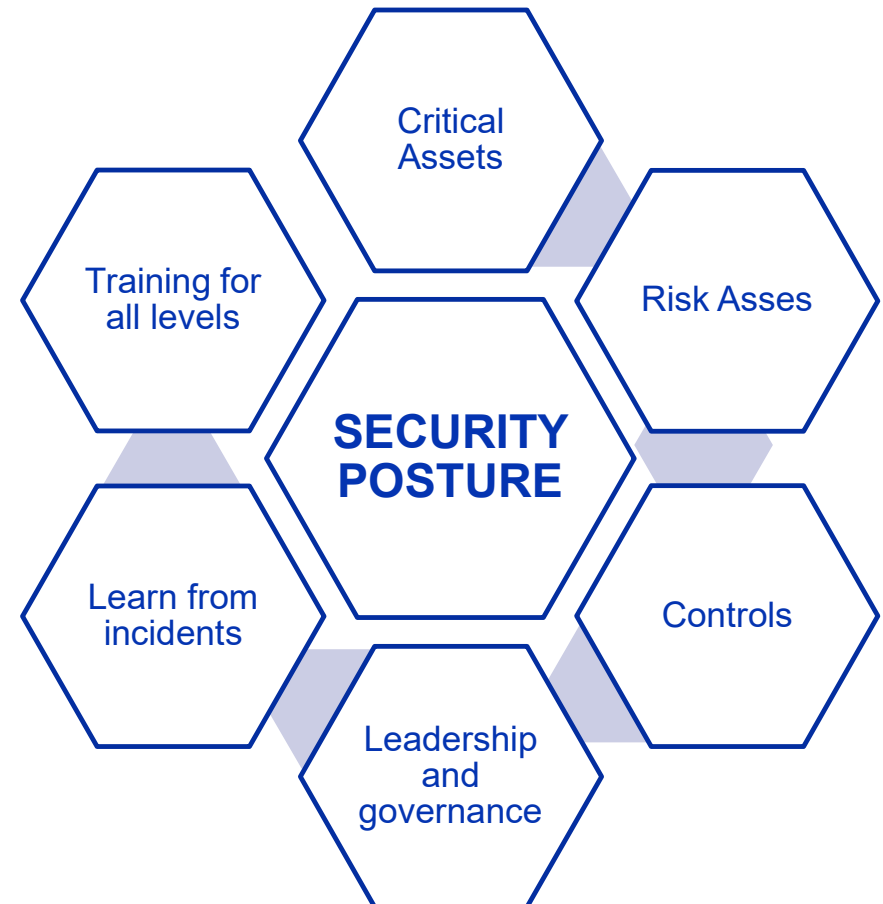 Critical
Assets
Training for
all levels
Risk Asses
SECURITY
POSTURE
Learn from
incidents
Controls
Leadership
and
governance